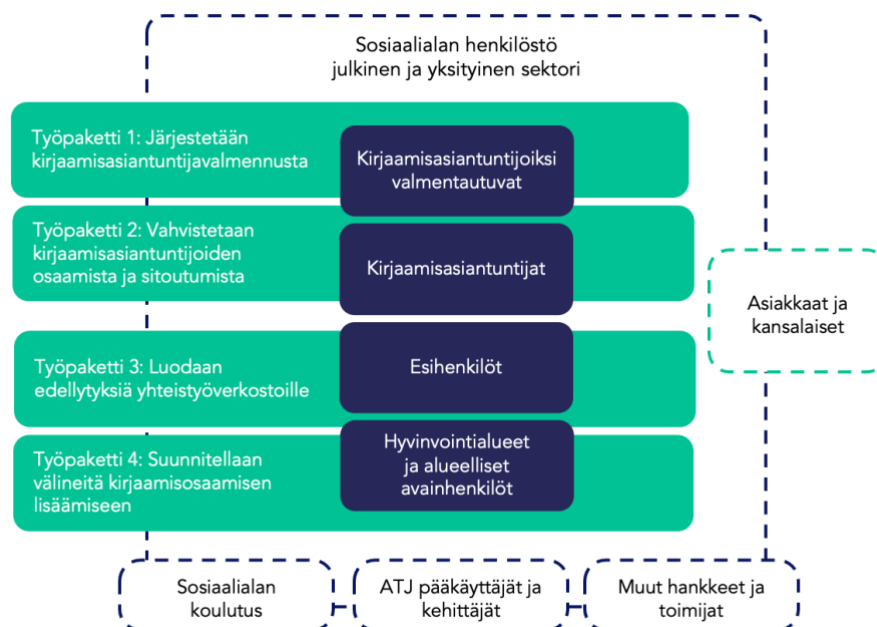 Sosiaalialan henkilöstö
julkinen ja yksityinen sektori
Työpaketti 1: Järjestetään
kirjaamisasiantuntijavalmennusta
Kirjaamisasiantuntijoiksi
valmentautuvat
Työpaketti 2: Vahvistetaan
kirjaamisasiantuntijoiden
osaamista ja sitoutumista
Kirjaamisasiantuntijat
Asiakkaat ja
kansalaiset
Työpaketti 3: Luodaan
edellytyksiä yhteistyöverkostoille
Esihenkilöt
Työpaketti 4: Suunnitellaan
välineitä kirjaamisosaamisen
lisäämiseen
Hyvinvointialueet
ja alueelliset
avainhenkilöt
Sosiaalialan
koulutus
ATJ pääkäyttäjät ja
kehittäjät
Muut hankkeet ja
toimijat